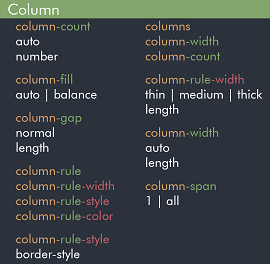 Column
column-count
auto
number
column-fill
auto | balance
column-gap
normal
length
column-rule
column-rule-width
column-rule-style
column-rule-color
column-rule-style
border-style
columns
column-width
column-count
column-rule-width
thin | medium | thick
length
column-width
auto
length
column-span
1 | all